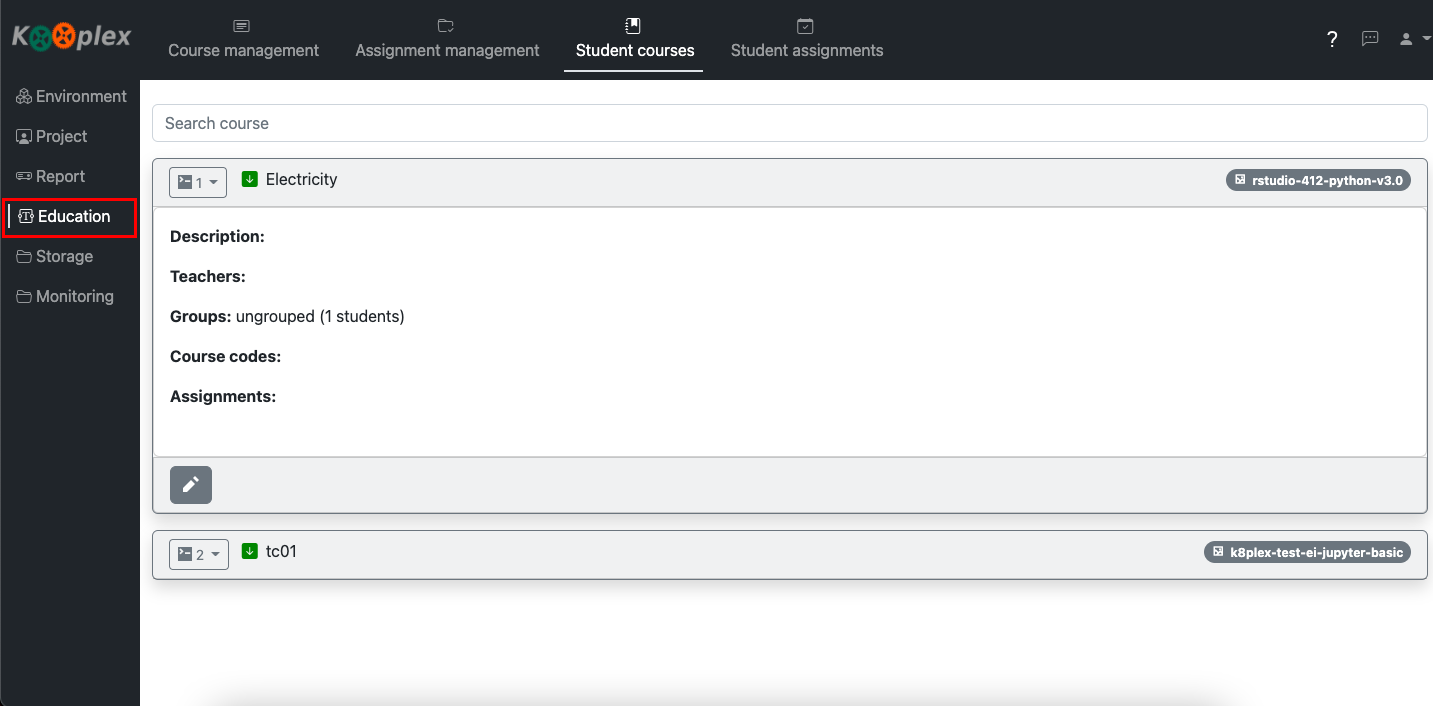 Kooplex
Course management
Assignment management
Student courses
Student assignments
?
Environment
Project
Report
Education
Storage
Monitoring
Search course
1 Electricity rstudio-412-python-v3.0
Description:
Teachers:
Groups: ungrouped (1 students)
Course codes:
Assignments:
2 tc01 k8plex-test-ei-jupyter-basic